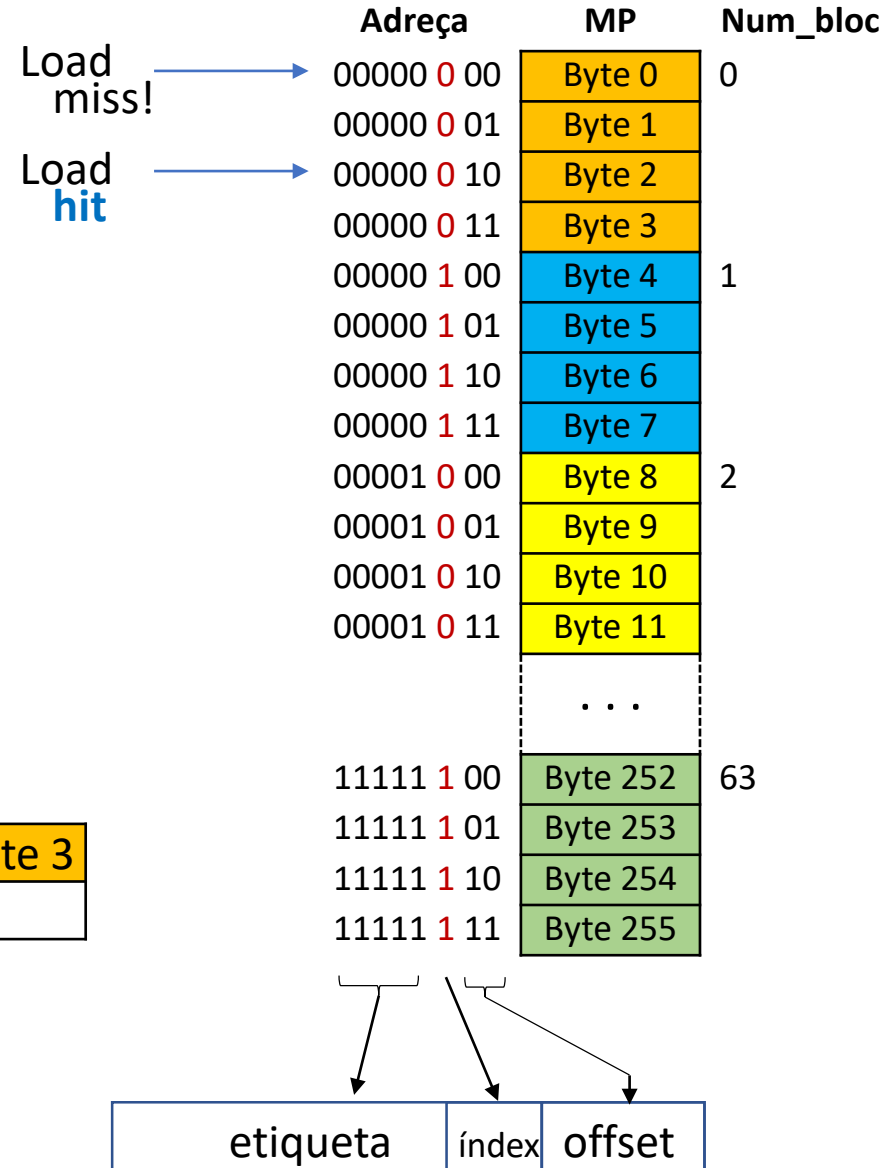 Adreça MP Num_bloc
Load
miss!
00000 0 00 Byte 0 0
00000 0 01 Byte 1
Load
hit
00000 0 10 Byte 2
00000 0 11 Byte 3
00000 1 00 Byte 4 1
00000 1 01 Byte 5
00000 1 10 Byte 6
00000 1 11 Byte 7
00001 0 00 Byte 8 2
00001 0 01 Byte 9
00001 0 10 Byte 10
00001 0 11 Byte 11
. . .
11111 1 00 Byte 252 63
11111 1 01 Byte 253
te 3
11111 1 10 Byte 254
11111 1 11 Byte 255
etiqueta índex offset